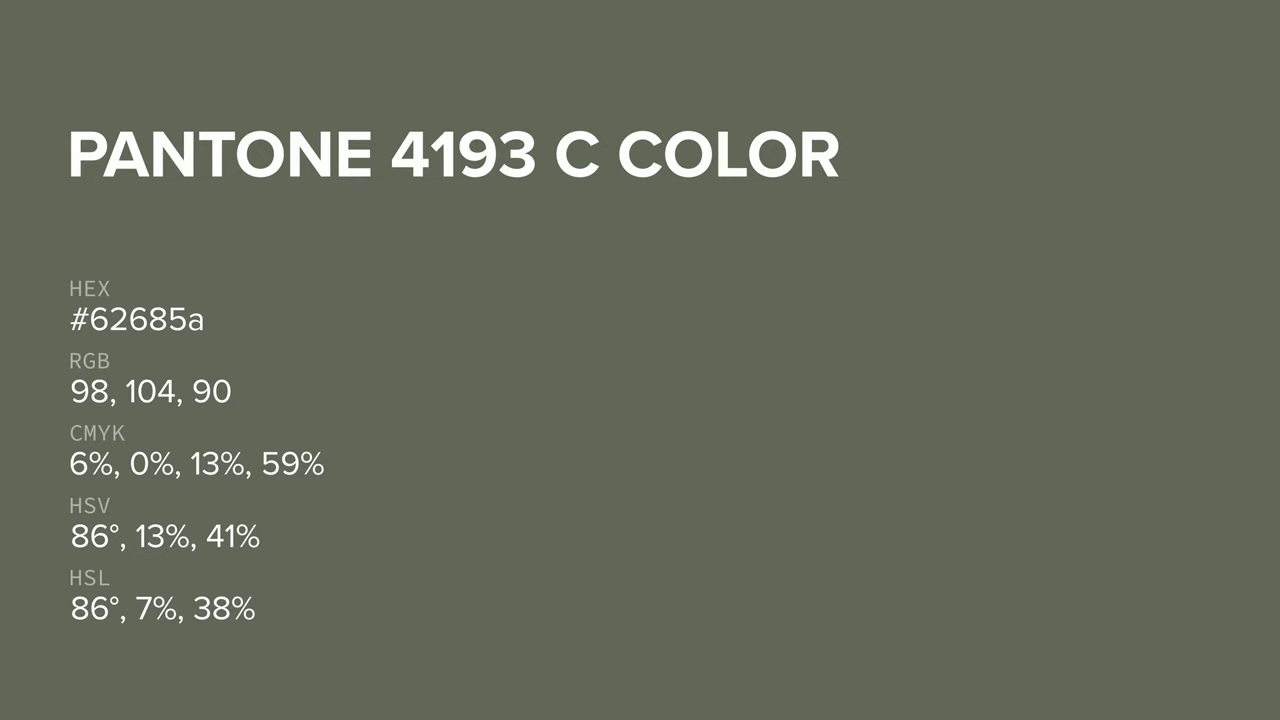 PANTONE 4193 C COLOR
HEX
#62685a
RGB
98, 104, 90
CMYK
6%, 0%, 13%, 59%
HSV
86°, 13%, 41%
HSL
86°, 7%, 38%